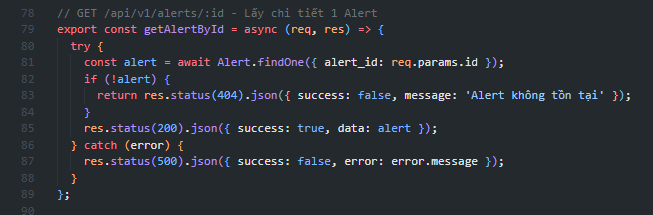 78 // GET /api/v1/alerts/:id - Lấy chi tiết 1 Alert
79 export const getAlertById = async (req, res) => {
80 try {
81 const alert = await Alert.findOne({ alert_id: req.params.id });
82 if (!alert) {
83 return res.status(404).json({ success: false, message: 'Alert không tồn tại' });
84 }
85 res.status(200).json({ success: true, data: alert });
86 } catch (error) {
87 res.status(500).json({ success: false, error: error.message });
88 }
89 };
90